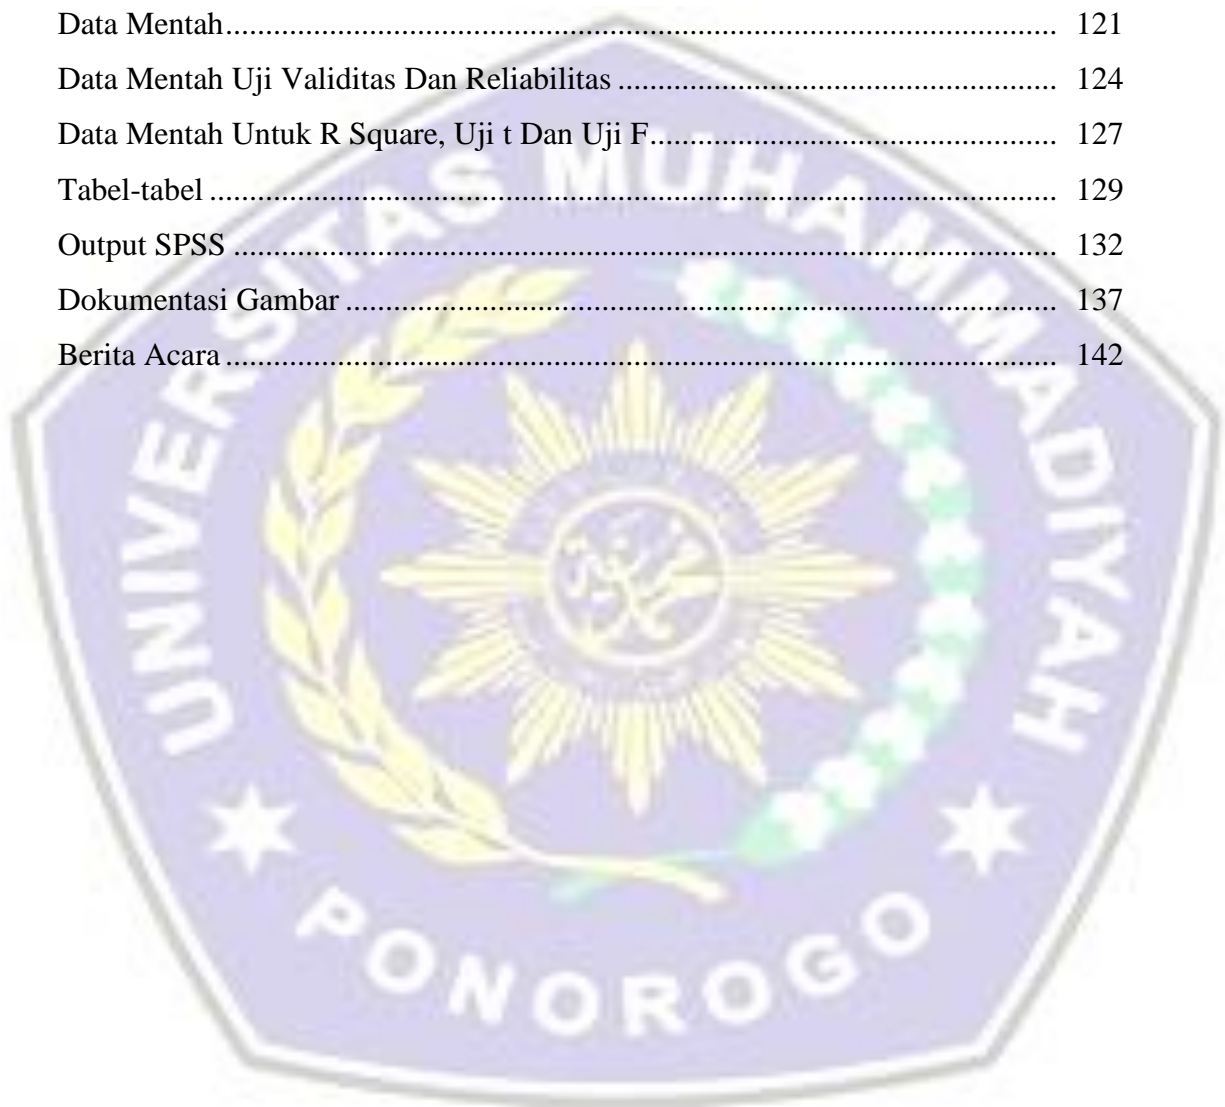 Data Mentah.......................................................................................................... 121
Data Mentah Uji Validitas Dan Reliabilitas ........................................................ 124
Data Mentah Untuk R Square, Uji t Dan Uji F.................................................... 127
Tabel-tabel ............................................................................................................ 129
Output SPSS ......................................................................................................... 132
Dokumentasi Gambar ........................................................................................... 137
Berita Acara .......................................................................................................... 142
UNIVERSITAS MUHAMMADIYAH
PONOROGO